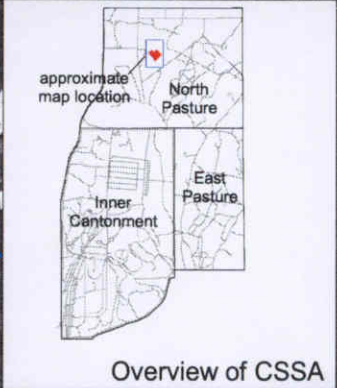 approximate
map location
North
Pasture
East
Pasture
Inner
Cantonment
Overview of CSSA